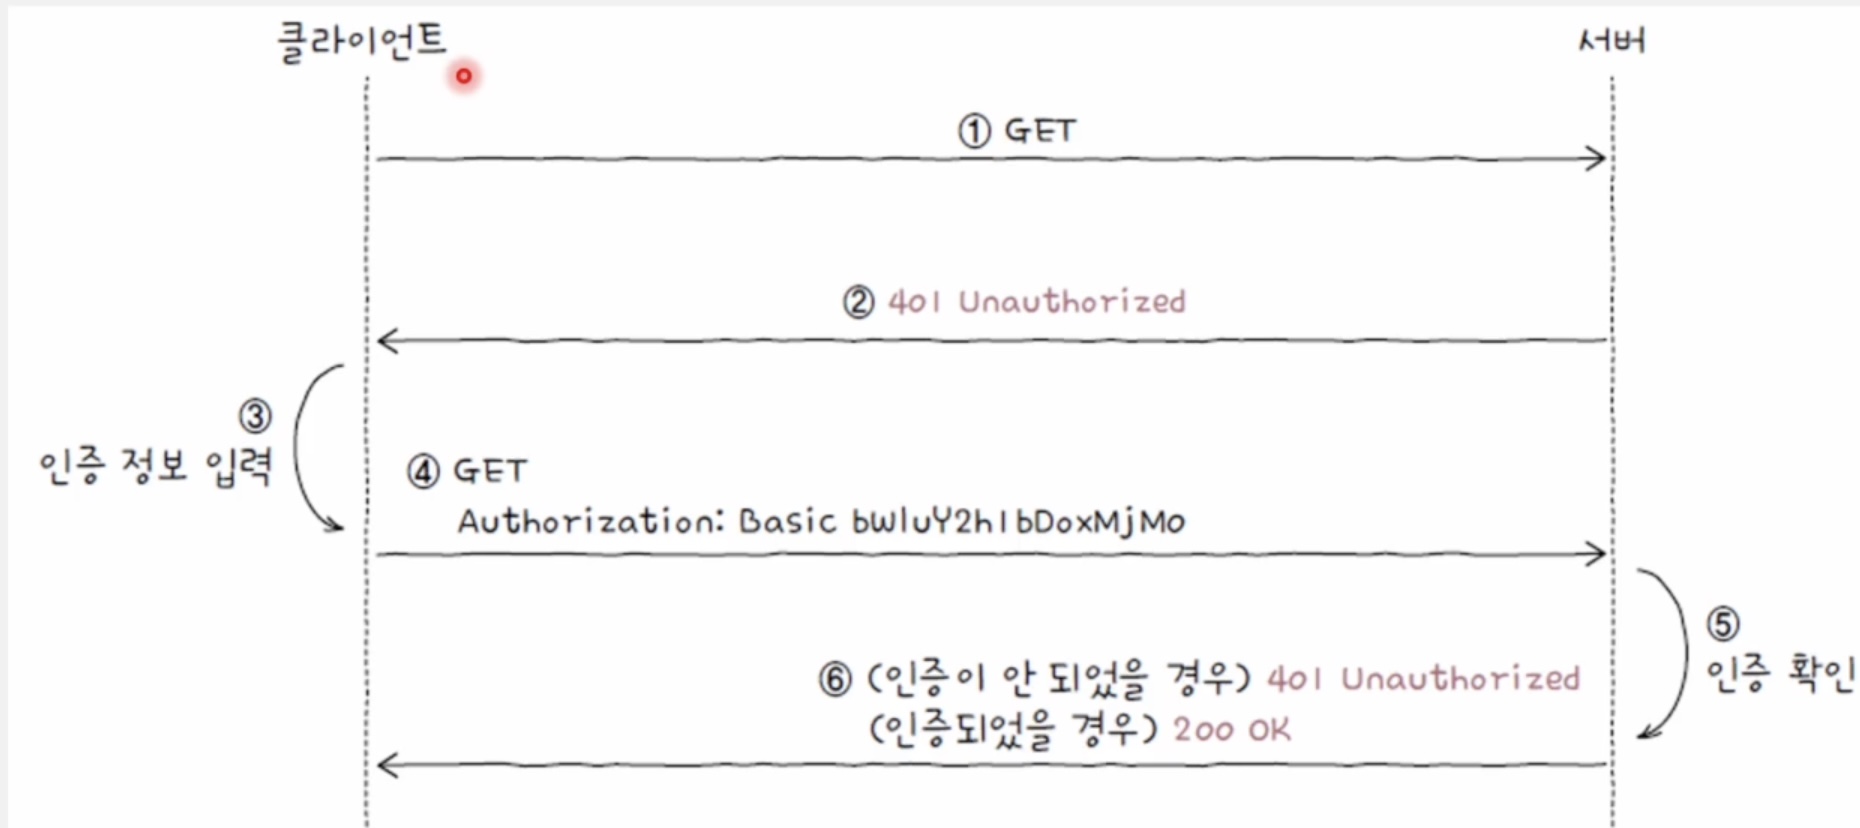 클라이언트
서버
① GET
② 401 Unauthorized
③
인증 정보 입력
④ GET
Authorization: Basic bWluY2h1bDoxMjM0
⑤
인증 확인
⑥ (인증이 안 되었을 경우) 401 Unauthorized
(인증되었을 경우) 200 OK